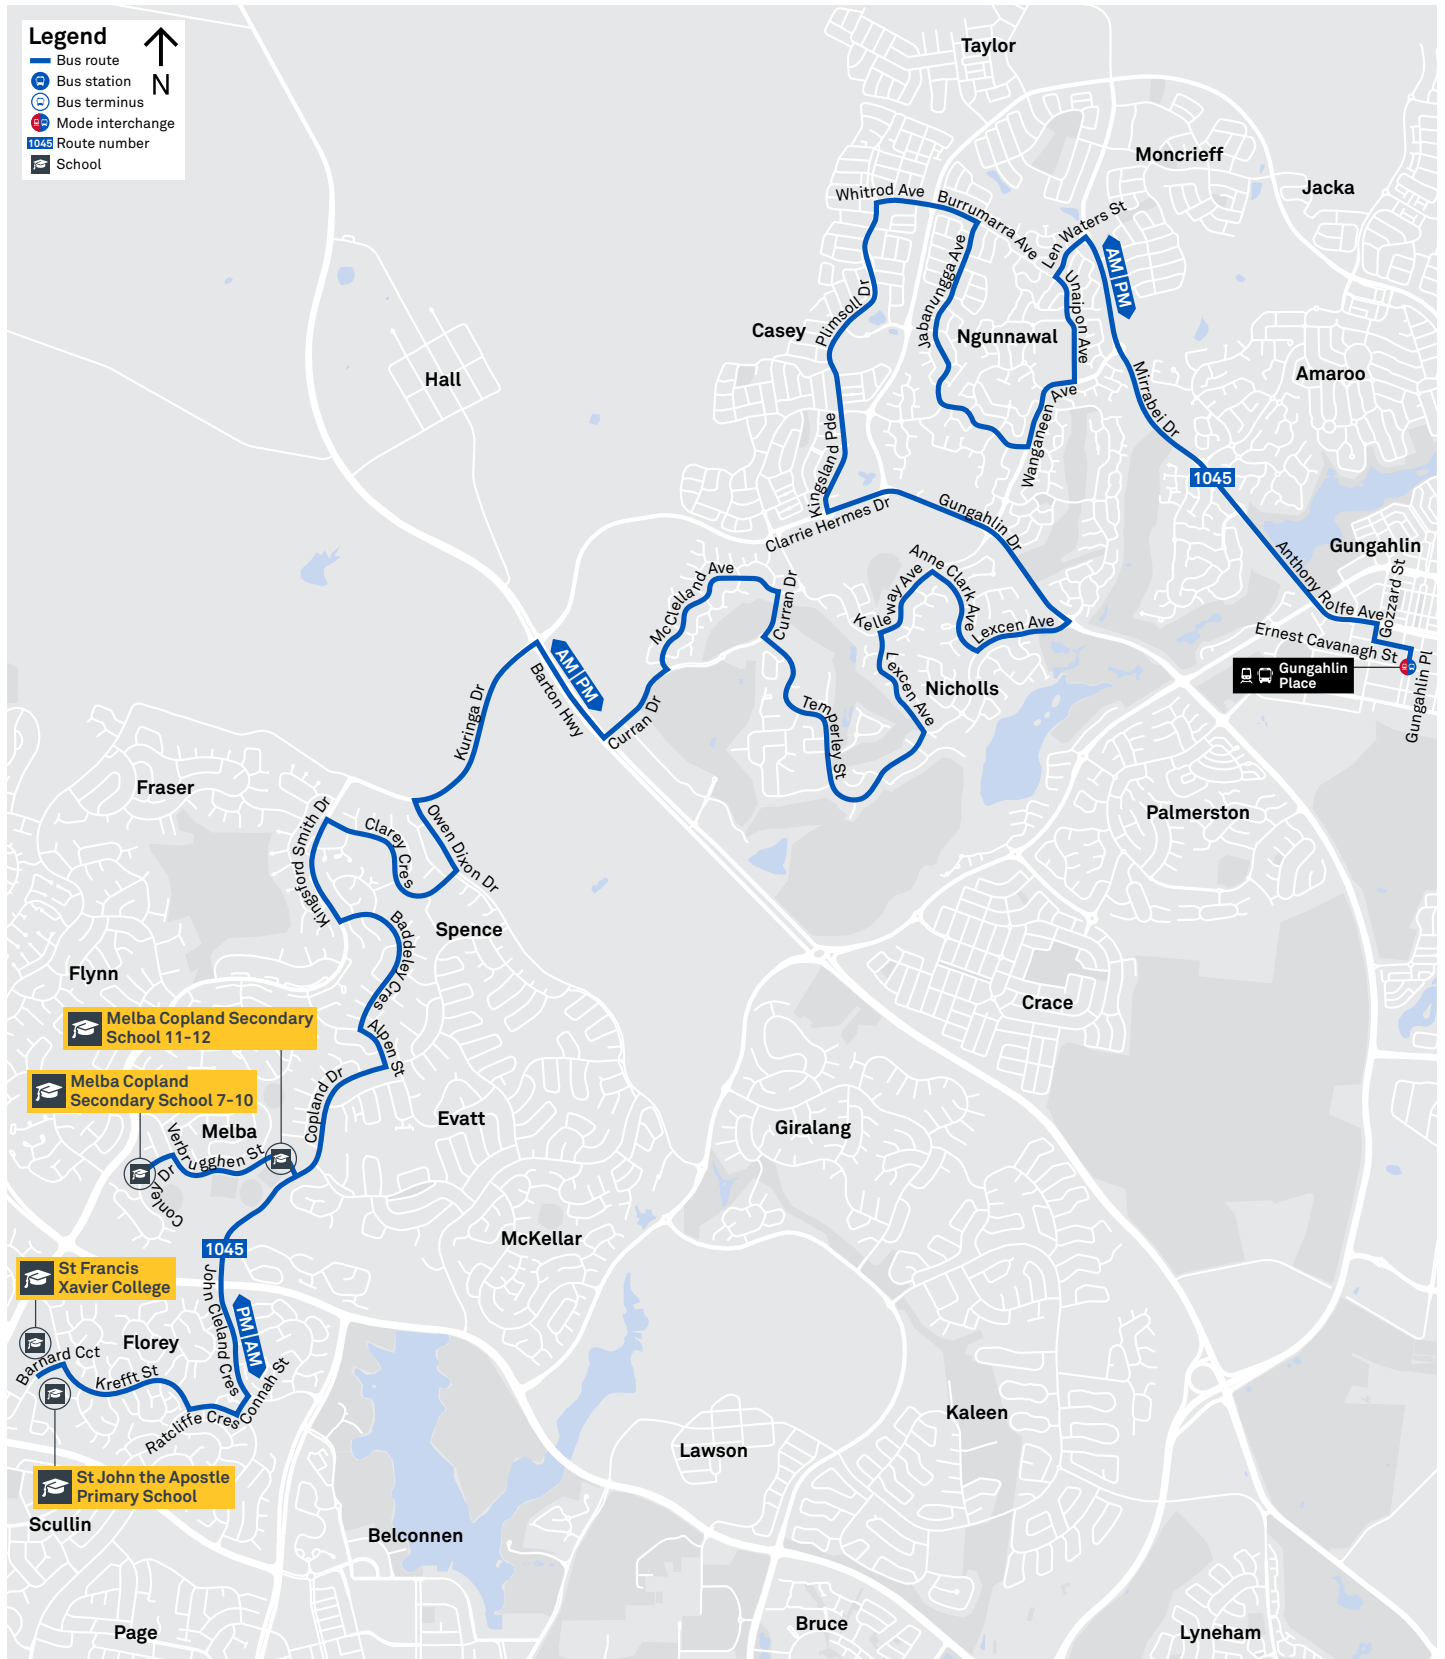 Legend
N
Bus route
Bus station
Bus terminus
Mode interchange
1045 Route number
School
Taylor
Moncrieff
Jacka
Whitrod Ave
Burrumarra Ave
Len Waters St
AM | PM
Unaipon Ave
Jabanungga Ave
Plimsoll Dr
Casey
Ngunnawal
Hall
Amaroo
Mirrabei Dr
Wanganeen Ave
Kingsland Pde
1045
Clarrie Hermes Dr
Gungahlin Dr
Gungahlin
Anthony Rolfe Ave
Gozzard St
Ernest Cavanagh St
Gungahlin Pl
Gungahlin
Place
McClelland Ave
Curran Dr
Kelleway Ave
Anne Clark Ave
Lexcen Ave
Lexcen Ave
Nicholls
Temperley St
AM | PM
Barton Hwy
Curran Dr
Kuringa Dr
Fraser
Palmerston
Owen Dixon Dr
Clarey Cres
Kingsford Smith Dr
Spence
Baddeley Cres
Flynn
Crace
Melba Copland Secondary
School 11-12
Alpen St
Melba Copland
Secondary School 7-10
Copland Dr
Evatt
Giralang
Melba
Verbrugghen St
Conley Dr
McKellar
1045
St Francis
Xavier College
John Cleland Cres
PM | AM
Florey
Barnard Cct
Krefft St
Connah St
Ratcliffe Cres
Kaleen
Lawson
St John the Apostle
Primary School
Scullin
Belconnen
Page
Bruce
Lyneham